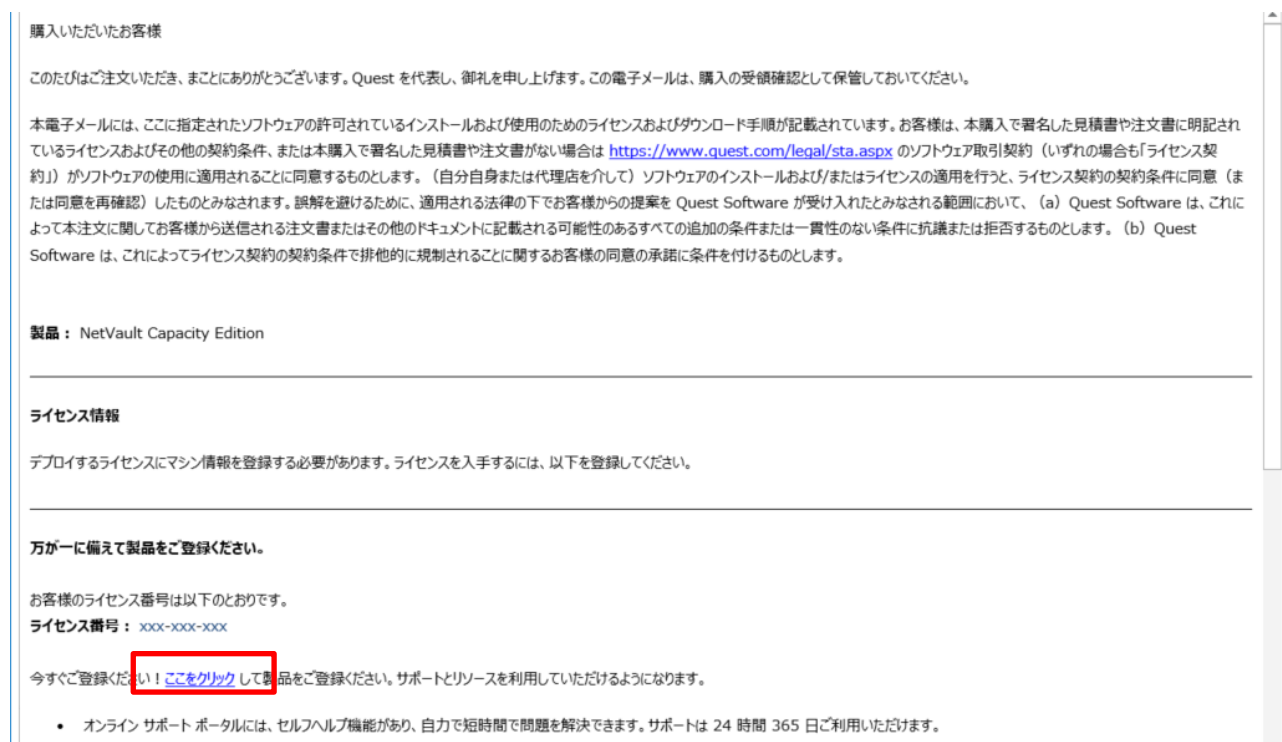 購入いただいたお客様
このたびはご注文いただき、まことにありがとうございます。Quest を代表し、御礼を申し上げます。この電子メールは、購入の受領確認として保管しておいてください。
本電子メールには、ここに指定されたソフトウェアの許可されているインストールおよび使用のためのライセンスおよびダウンロード手順が記載されています。お客様は、本購入で署名した見積書や注文書に明記され
ているライセンスおよびその他の契約条件、または本購入で署名した見積書や注文書がない場合は https://www.quest.com/legal/sta.aspx のソフトウェア取引契約（いずれの場合も「ライセンス契
約」）がソフトウェアの使用に適用されることに同意するものとします。（自分自身または代理店を介して）ソフトウェアのインストールおよび/またはライセンスの適用を行うと、ライセンス契約の契約条件に同意（ま
たは同意を再確認）したものとみなされます。誤解を避けるために、適用される法律の下でお客様からの提案を Quest Software が受け入れたとみなされる範囲において、（a）Quest Software は、これに
よって本注文に関してお客様から送信される注文書またはその他のドキュメントに記載される可能性のあるすべての追加の条件または一貫性のない条件に抗議または拒否するものとします。（b）Quest
Software は、これによってライセンス契約の契約条件で排他的に規制されることに関するお客様の同意の承諾に条件を付けるものとします。
製品： NetVault Capacity Edition
ライセンス情報
デプロイするライセンスにマシン情報を登録する必要があります。ライセンスを入手するには、以下を登録してください。
万が一に備えて製品をご登録ください。
お客様のライセンス番号は以下のとおりです。
ライセンス番号： xxx-xxx-xxx
今すぐご登録ください！ここをクリック して製品をご登録ください。サポートとリソースを利用していただけるようになります。
• オンライン サポート ポータルには、セルフヘルプ機能があり、自力で短時間で問題を解決できます。サポートは 24 時間 365 日ご利用いただけます。